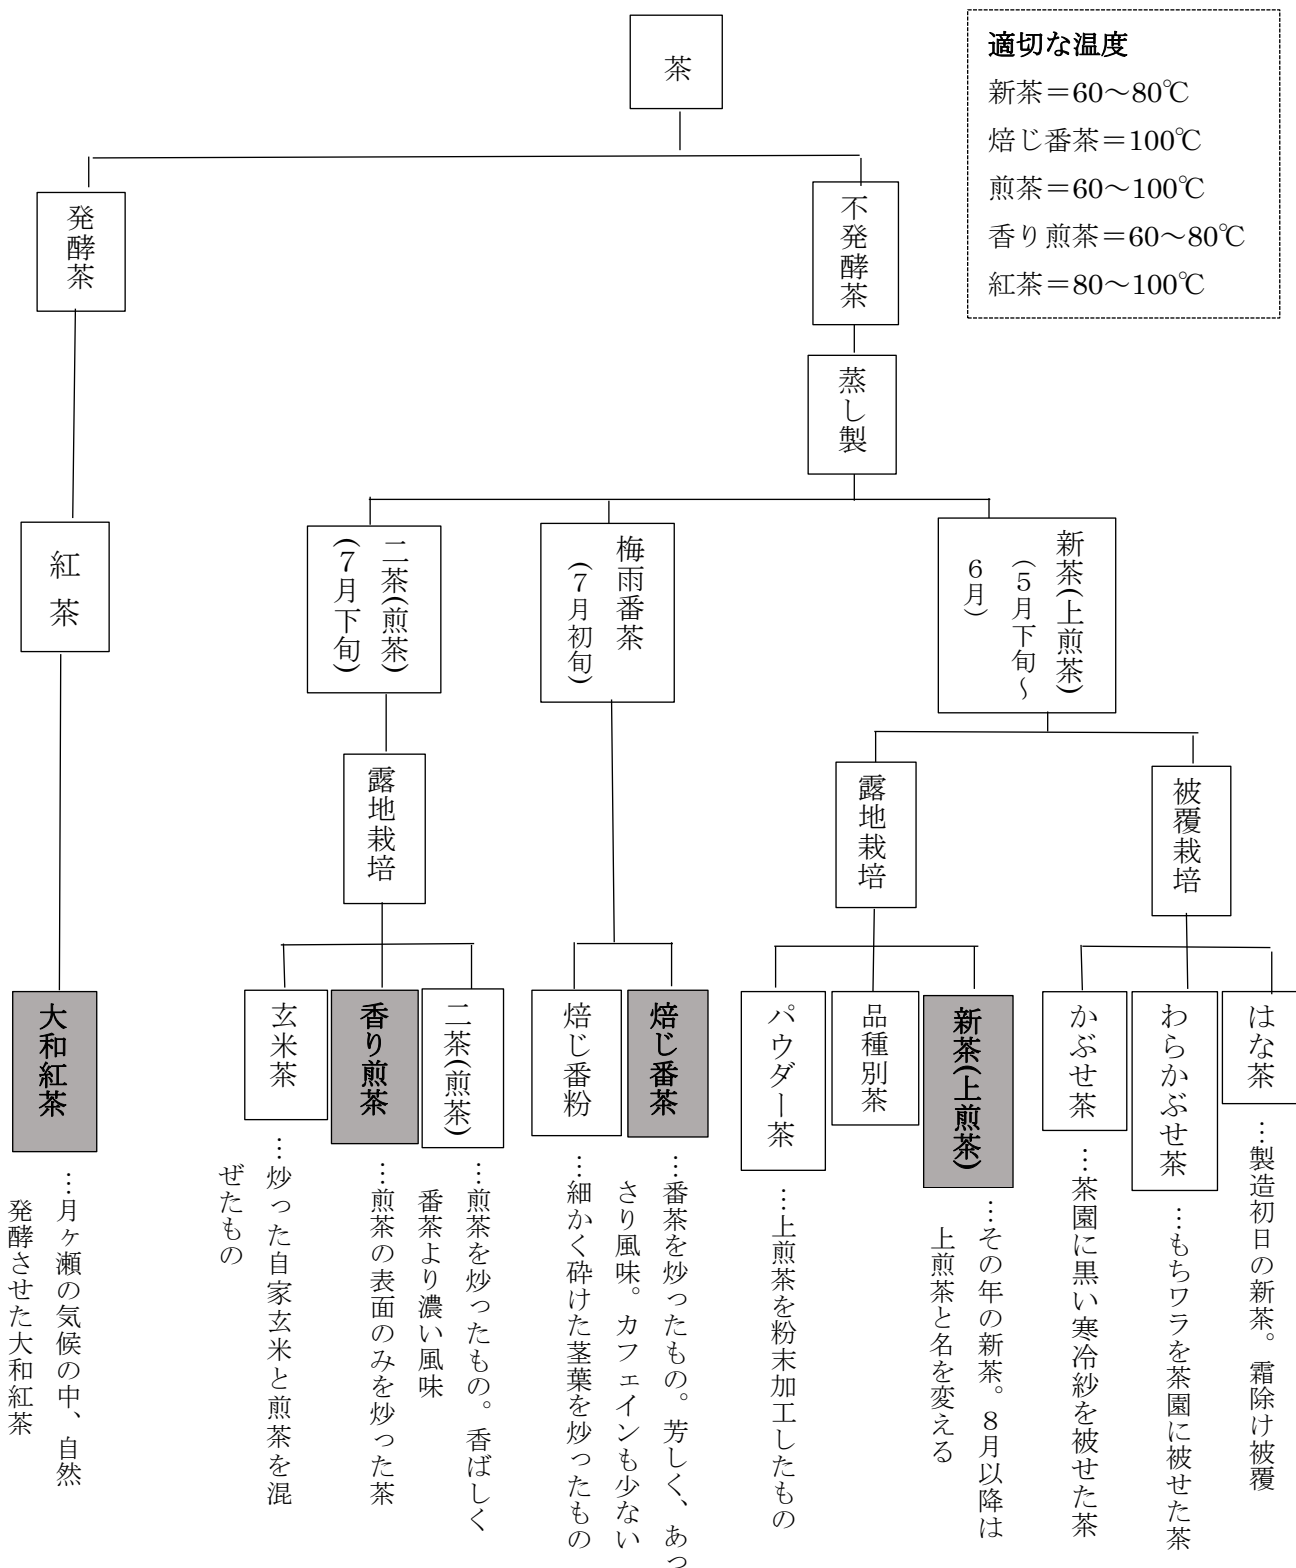 茶
適切な温度
新茶＝60～80℃
焙じ番茶＝100℃
煎茶＝60～100℃
香り煎茶＝60～80℃
紅茶＝80～100℃
発酵茶
不発酵茶
蒸し製
紅茶
新茶(上煎茶)
(５月下旬～
６月)
梅雨番茶
(７月初旬)
二茶(煎茶)
(７月下旬)
被覆栽培
露地栽培
露地栽培
はな茶
…製造初日の新茶。霜除け被覆
わらかぶせ茶
…もちワラを茶園に被せた茶
かぶせ茶
…茶園に黒い寒冷紗を被せた茶
新茶(上煎茶)
…その年の新茶。８月以降は
上煎茶と名を変える
品種別茶
パウダー茶
…上煎茶を粉末加工したもの
焙じ番茶
…番茶を炒ったもの。芳しく、あっ
さり風味。カフェインも少ない
焙じ番粉
…細かく砕けた茎葉を炒ったもの
二茶(煎茶)
…煎茶を炒ったもの。香ばしく
番茶より濃い風味
香り煎茶
…煎茶の表面のみを炒った茶
玄米茶
…炒った自家玄米と煎茶を混
ぜたもの
大和紅茶
…月ヶ瀬の気候の中、自然
発酵させた大和紅茶